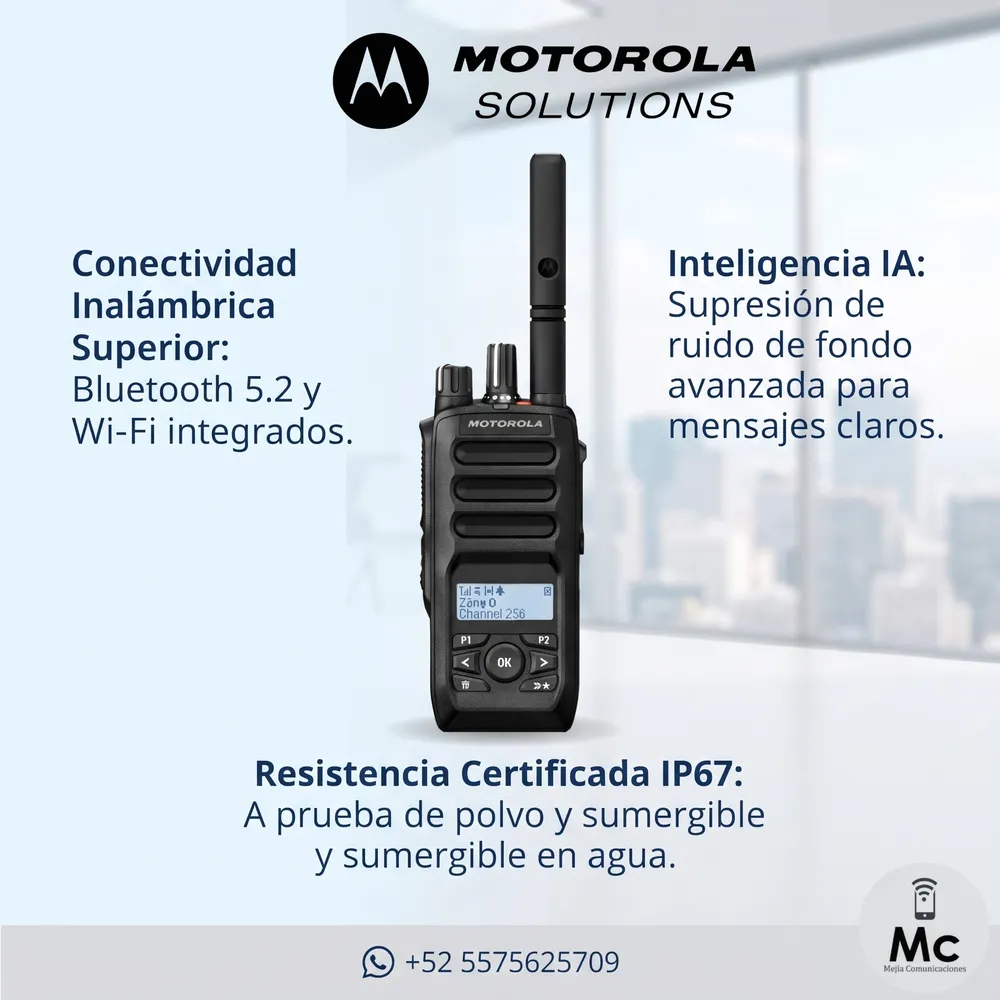 MOTOROLA
SOLUTIONS
Conectividad
Inalámbrica
Superior:
Bluetooth 5.2 y
Wi-Fi integrados.
Inteligencia IA:
Supresión de
ruido de fondo
avanzada para
mensajes claros.
MOTOROLA
Channel 256
P1
P2
OK
Resistencia Certificada IP67:
A prueba de polvo y sumergible
y sumergible en agua.
+52 5575625709
Mc
Mejia Comunicaciones